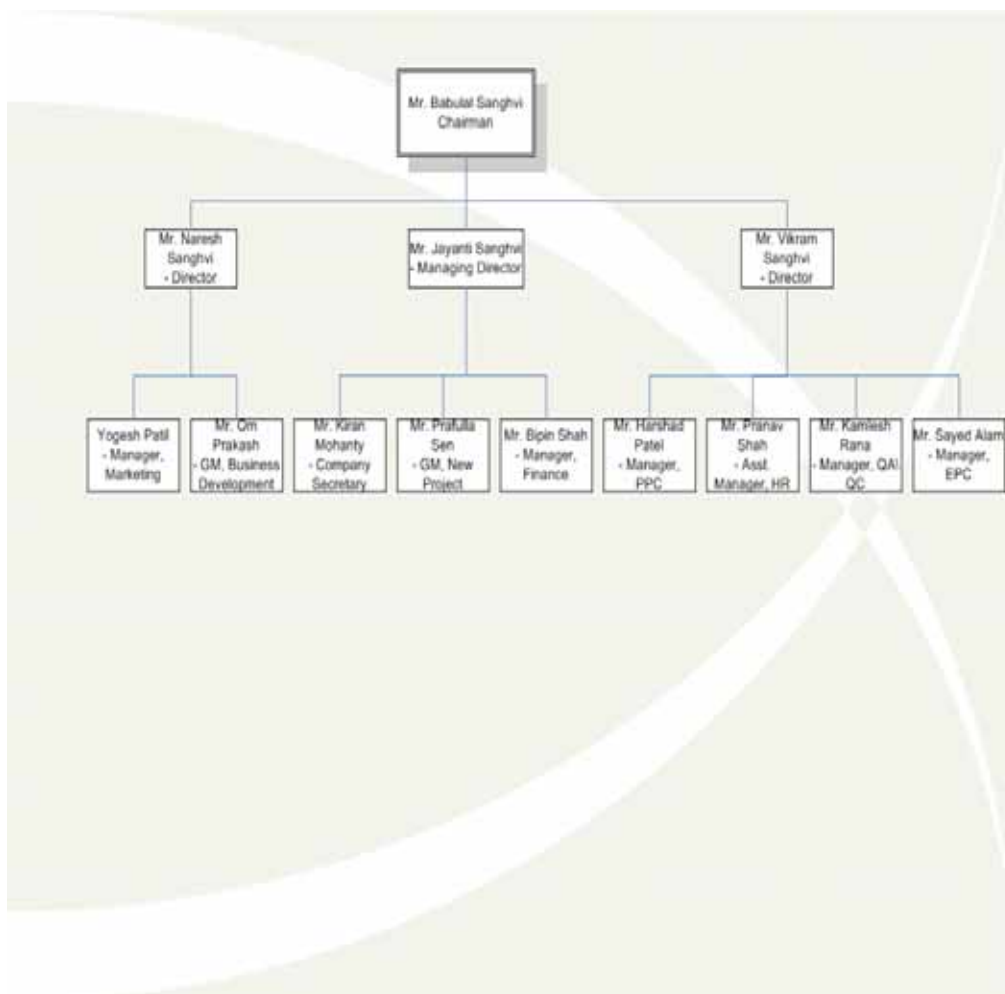 Mr. Babulal Sanghvi
Chairman
Mr. Naresh
Sanghvi
- Director
Mr. Jayanti Sanghvi
- Managing Director
Mr. Vikram
Sanghvi
- Director
Yogesh Patil
- Manager,
Marketing
Mr. Om
Prakash
- GM, Business
Development
Mr. Kiran
Mohanty
- Company
Secretary
Mr. Prafulla
Sen
- GM, New
Project
Mr. Bipin Shah
- Manager,
Finance
Mr. Harshad
Patel
- Manager,
PPC
Mr. Pranav
Shah
- Asst.
Manager, HR
Mr. Kamlesh
Rana
- Manager, QA\
QC
Mr. Sayed Alam
- Manager,
EPC